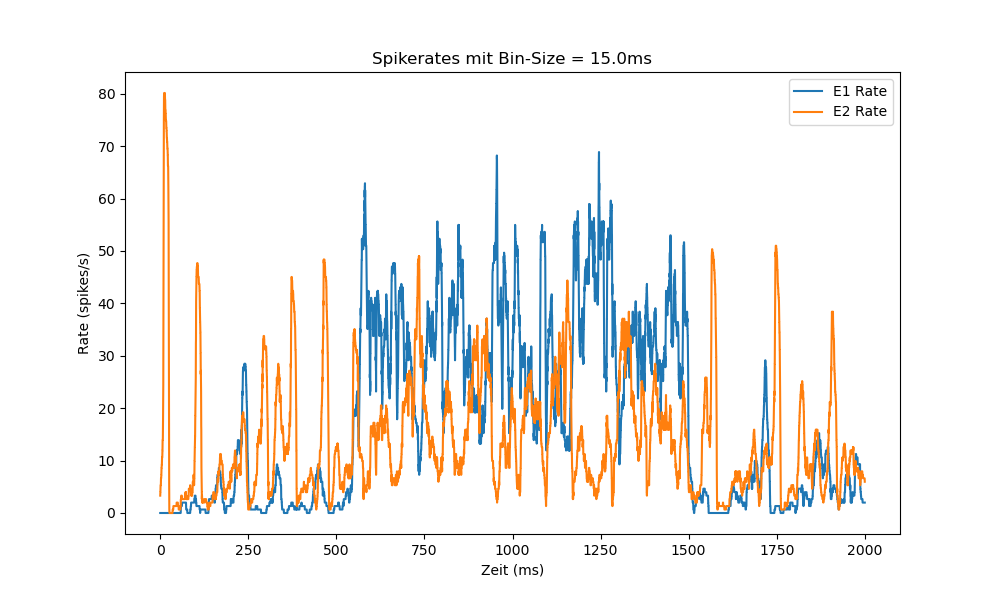 Spikerates mit Bin-Size = 15.0ms
E1 Rate
E2 Rate
Rate (spikes/s)
80
70
60
50
40
30
20
10
0
0 250 500 750 1000 1250 1500 1750 2000
Zeit (ms)